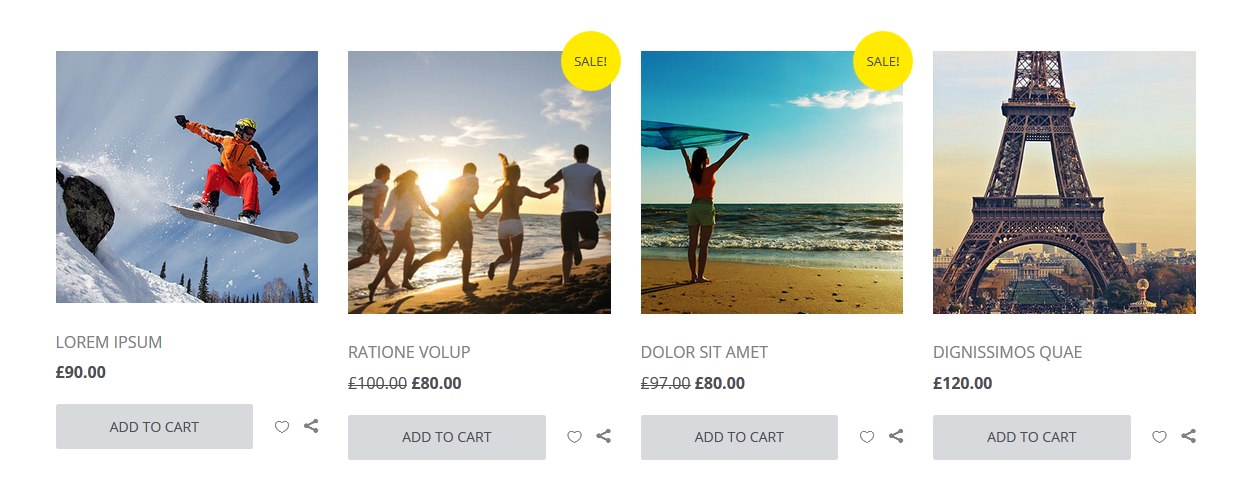 SALE!
SALE!
LOREM IPSUM
£90.00
ADD TO CART
RATIONE VOLUP
£100.00 £80.00
ADD TO CART
DOLOR SIT AMET
£97.00 £80.00
ADD TO CART
DIGNISSIMOS QUAE
£120.00
ADD TO CART